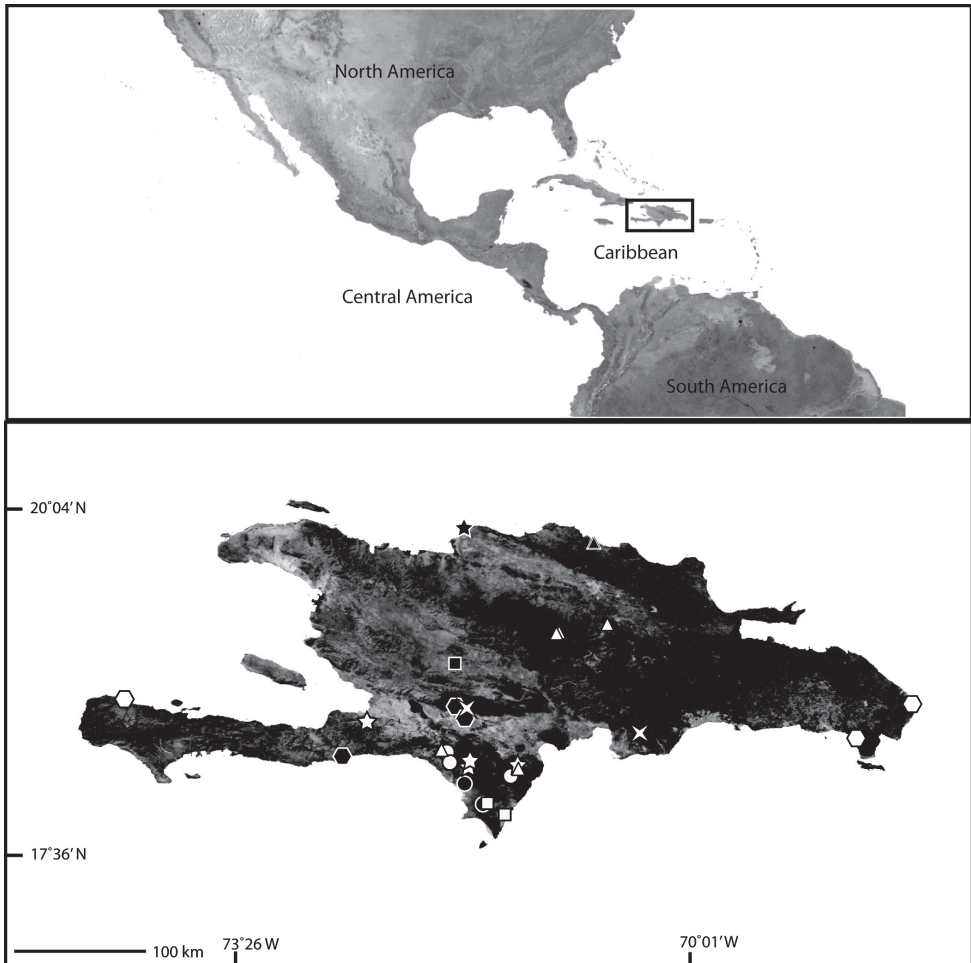 North America
Caribbean
Central America
South America
20˚04’ N
17˚36’ N
100 km
73˚26 W
70˚01’ W